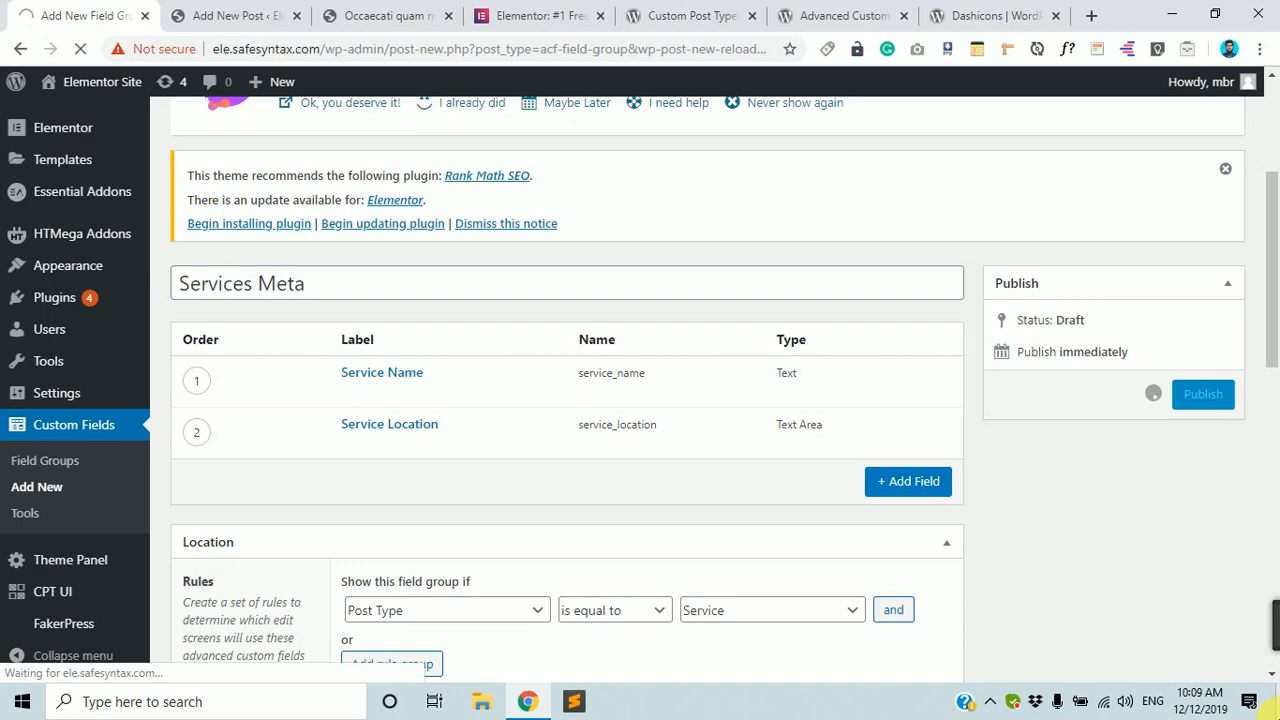 Add New Field Gro
Add New Post ‹ Ele
Occaecati quam n
Elementor: #1 Free
Custom Post Type
Advanced Custom
Dashicons | WordP
Not secure
ele.safesyntax.com/wp-admin/post-new.php?post_type=acf-field-group&wp-post-new-reload...
Elementor Site
4
0
New
Howdy, mbr
Ok, you deserve it!
I already did
Maybe Later
I need help
Never show again
Elementor
Templates
Essential Addons
HTMega Addons
Appearance
Plugins 4
Users
Tools
Settings
Custom Fields
Field Groups
Add New
Tools
Theme Panel
CPT UI
FakerPress
Collapse menu
This theme recommends the following plugin: Rank Math SEO.
There is an update available for: Elementor.
Begin installing plugin | Begin updating plugin | Dismiss this notice
Services Meta
Order Label Name Type
1 Service Name service_name Text
2 Service Location service_location Text Area
+ Add Field
Publish
Status: Draft
Publish immediately
Publish
Location
Rules
Create a set of rules to
determine which edit
screens will use these
advanced custom fields
Show this field group if
Post Type is equal to Service and
or
Add rule group
Waiting for ele.safesyntax.com...
Type here to search
ENG
10:09 AM
12/12/2019